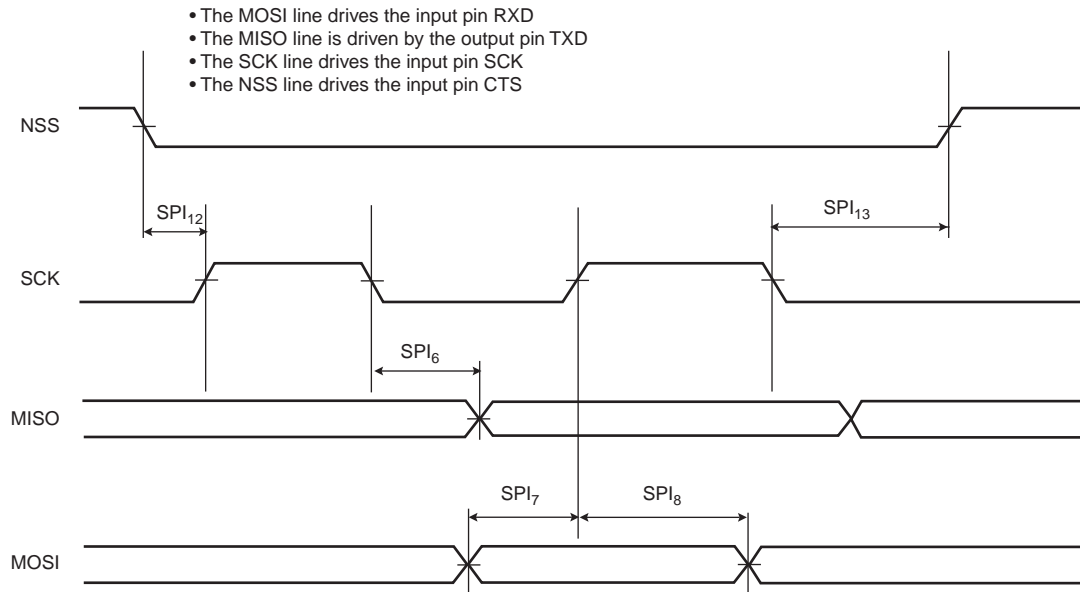 • The MOSI line drives the input pin RXD
• The MISO line is driven by the output pin TXD
• The SCK line drives the input pin SCK
• The NSS line drives the input pin CTS
NSS
SPI12
SPI13
SCK
SPI6
MISO
SPI7
SPI8
MOSI